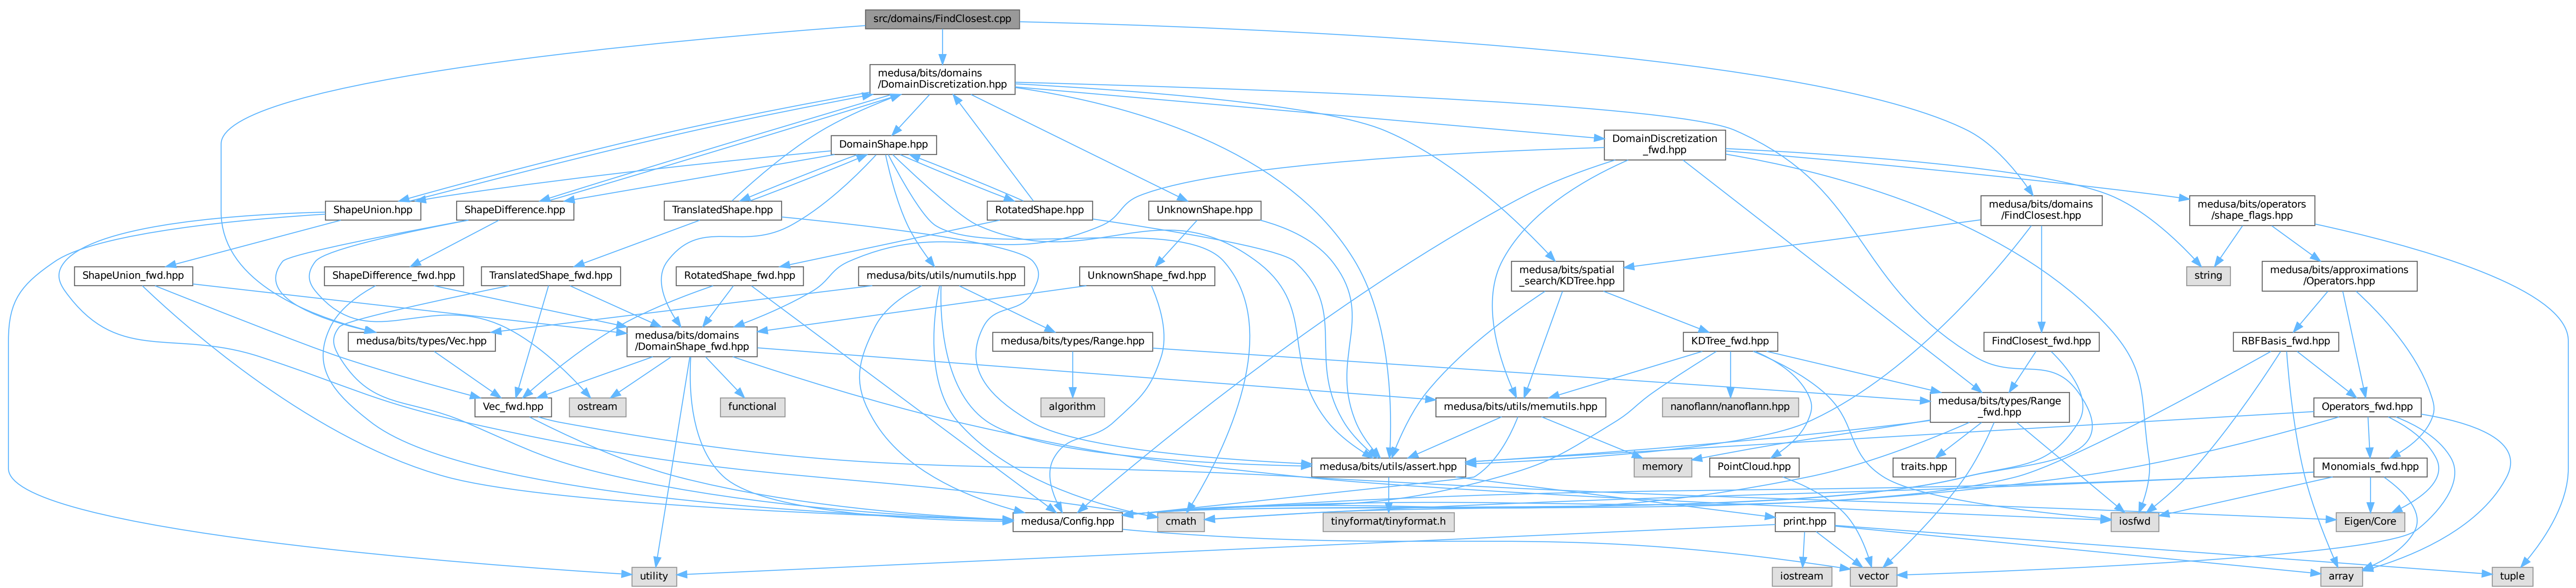 src/domains/FindClosest.cpp
medusa/bits/domains
/DomainDiscretization.hpp
DomainShape.hpp
DomainDiscretization
_fwd.hpp
ShapeUnion.hpp
ShapeDifference.hpp
TranslatedShape.hpp
RotatedShape.hpp
UnknownShape.hpp
medusa/bits/domains
/FindClosest.hpp
medusa/bits/operators
/shape_flags.hpp
ShapeUnion_fwd.hpp
ShapeDifference_fwd.hpp
TranslatedShape_fwd.hpp
RotatedShape_fwd.hpp
medusa/bits/utils/numutils.hpp
UnknownShape_fwd.hpp
medusa/bits/spatial
_search/KDTree.hpp
string
medusa/bits/approximations
/Operators.hpp
medusa/bits/types/Vec.hpp
medusa/bits/domains
/DomainShape_fwd.hpp
medusa/bits/types/Range.hpp
KDTree_fwd.hpp
FindClosest_fwd.hpp
RBFBasis_fwd.hpp
Vec_fwd.hpp
ostream
functional
algorithm
medusa/bits/utils/memutils.hpp
nanoflann/nanoflann.hpp
medusa/bits/types/Range
_fwd.hpp
Operators_fwd.hpp
medusa/bits/utils/assert.hpp
memory
PointCloud.hpp
traits.hpp
Monomials_fwd.hpp
medusa/Config.hpp
cmath
tinyformat/tinyformat.h
print.hpp
iosfwd
Eigen/Core
utility
iostream
vector
array
tuple